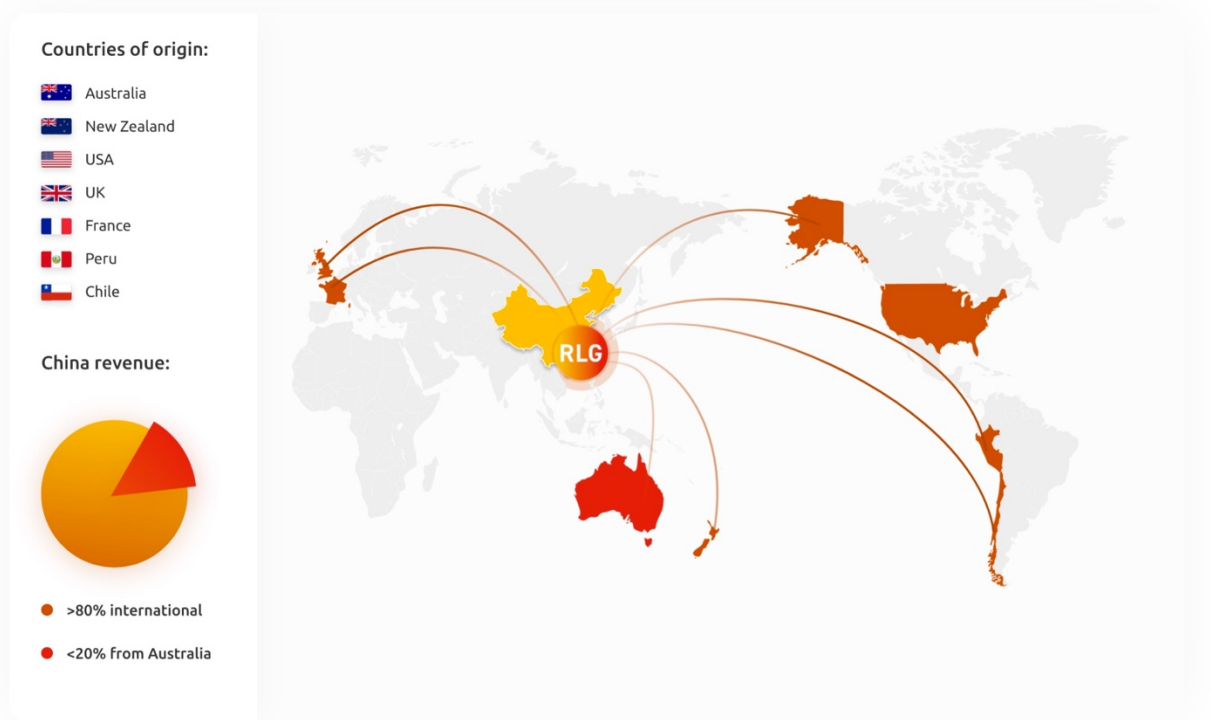 Countries of origin:
Australia
New Zealand
USA
UK
France
Peru
Chile
China revenue:
>80% international
<20% from Australia
RLG